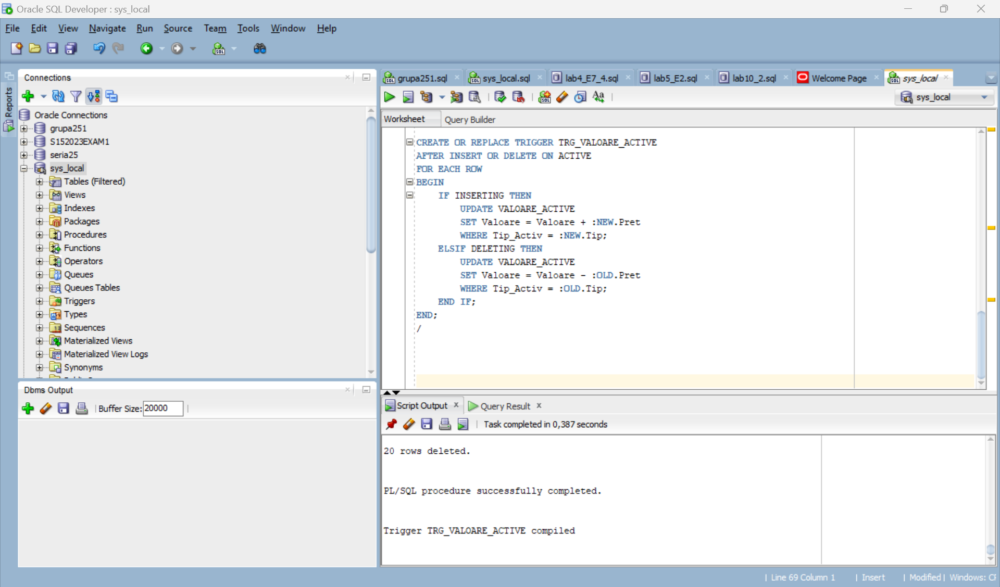 Oracle SQL Developer : sys_local
File Edit View Navigate Run Source Team Tools Window Help
Reports
Connections
Oracle Connections
grupa251
S152023EXAM1
seria25
sys_local
Tables (Filtered)
Views
Indexes
Packages
Procedures
Functions
Operators
Queues
Queues Tables
Triggers
Types
Sequences
Materialized Views
Materialized View Logs
Synonyms
Dbms Output
Buffer Size: 20000
grupa251.sql sys_local.sql lab4_E7_4.sql lab5_E2.sql lab10_2.sql Welcome Page sys_local
sys_local
Worksheet Query Builder
CREATE OR REPLACE TRIGGER TRG_VALOARE_ACTIVE
AFTER INSERT OR DELETE ON ACTIVE
FOR EACH ROW
BEGIN
IF INSERTING THEN
UPDATE VALOARE_ACTIVE
SET Valoare = Valoare + :NEW.Pret
WHERE Tip_Activ = :NEW.Tip;
ELSIF DELETING THEN
UPDATE VALOARE_ACTIVE
SET Valoare = Valoare - :OLD.Pret
WHERE Tip_Activ = :OLD.Tip;
END IF;
END;
/
Script Output Query Result
Task completed in 0,387 seconds
20 rows deleted.
PL/SQL procedure successfully completed.
Trigger TRG_VALOARE_ACTIVE compiled
Line 69 Column 1 Insert Modified Windows: